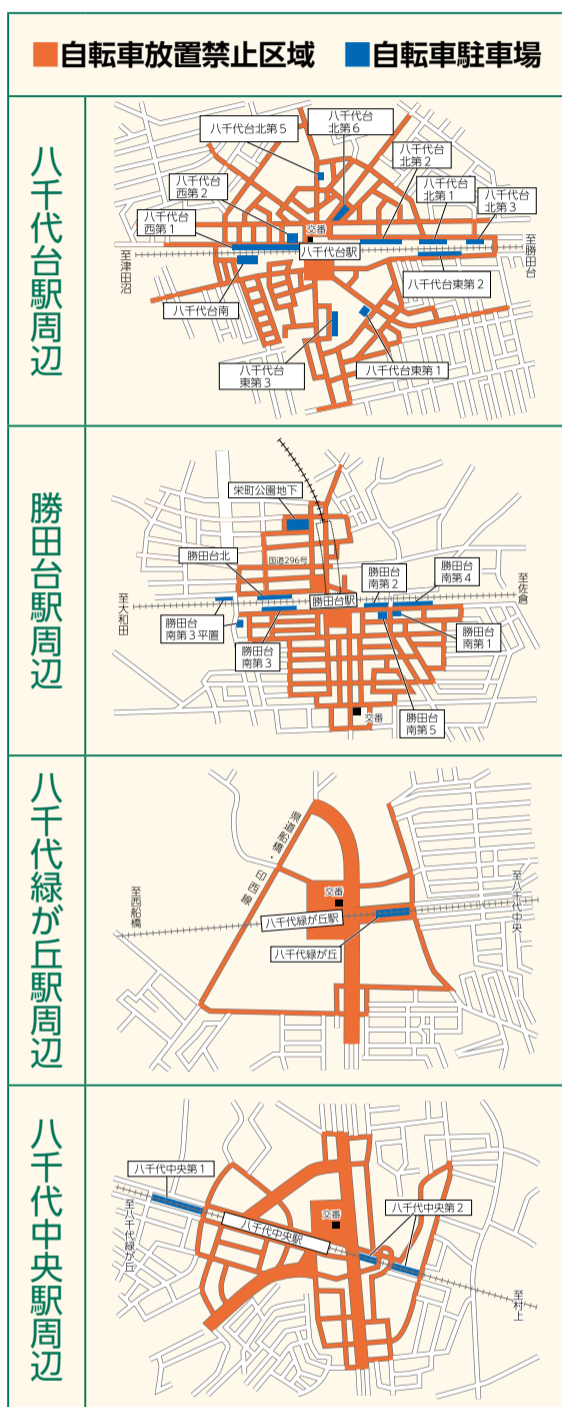 自転車放置禁止区域 自転車駐車場
八千代台駅周辺
八千代台北第5
八千代台
北第6
八千代台
北第2
八千代台
西第2
八千代台
北第1
八千代台
北第3
八千代台
西第1
交番
八千代台駅
至津田沼
至勝田台
八千代台南
八千代台東第2
八千代台
東第3
八千代台東第1
勝田台駅周辺
栄町公園地下
国道296号
勝田台北
勝田台
南第2
勝田台
南第4
至大和田
勝田台駅
至佐倉
勝田台
南第3平置
勝田台
南第3
勝田台
南第1
勝田台
南第5
交番
八千代緑が丘駅周辺
県道船橋・印西線
至西船橋
交番
八千代緑が丘駅
至八千代中央
八千代緑が丘
八千代中央駅周辺
八千代中央第1
至八千代緑が丘
交番
八千代中央第2
八千代中央駅
至村上